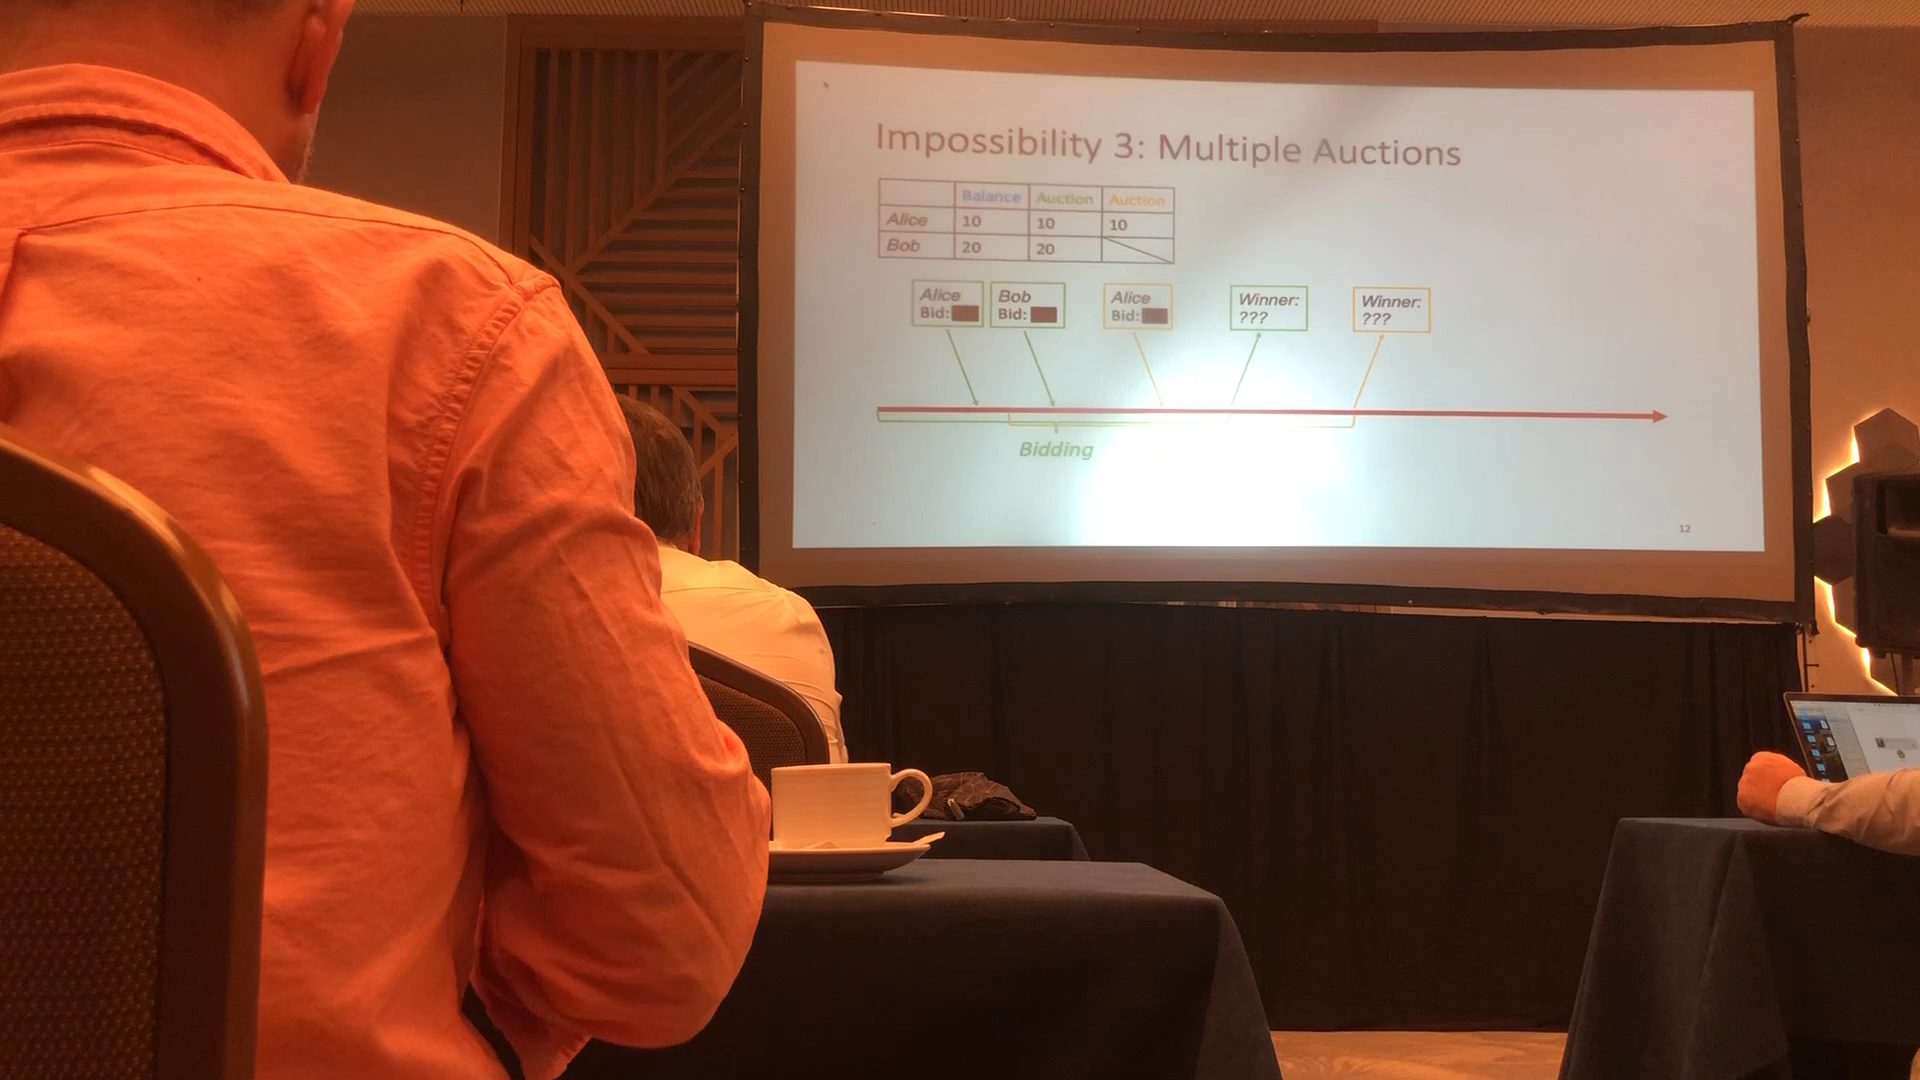 Impossibility 3: Multiple Auctions
Balance Auction Auction
Alice 10 10 10
Bob 20 20
Alice
Bid:
Bob
Bid:
Alice
Bid:
Winner:
???
Winner:
???
Bidding
12